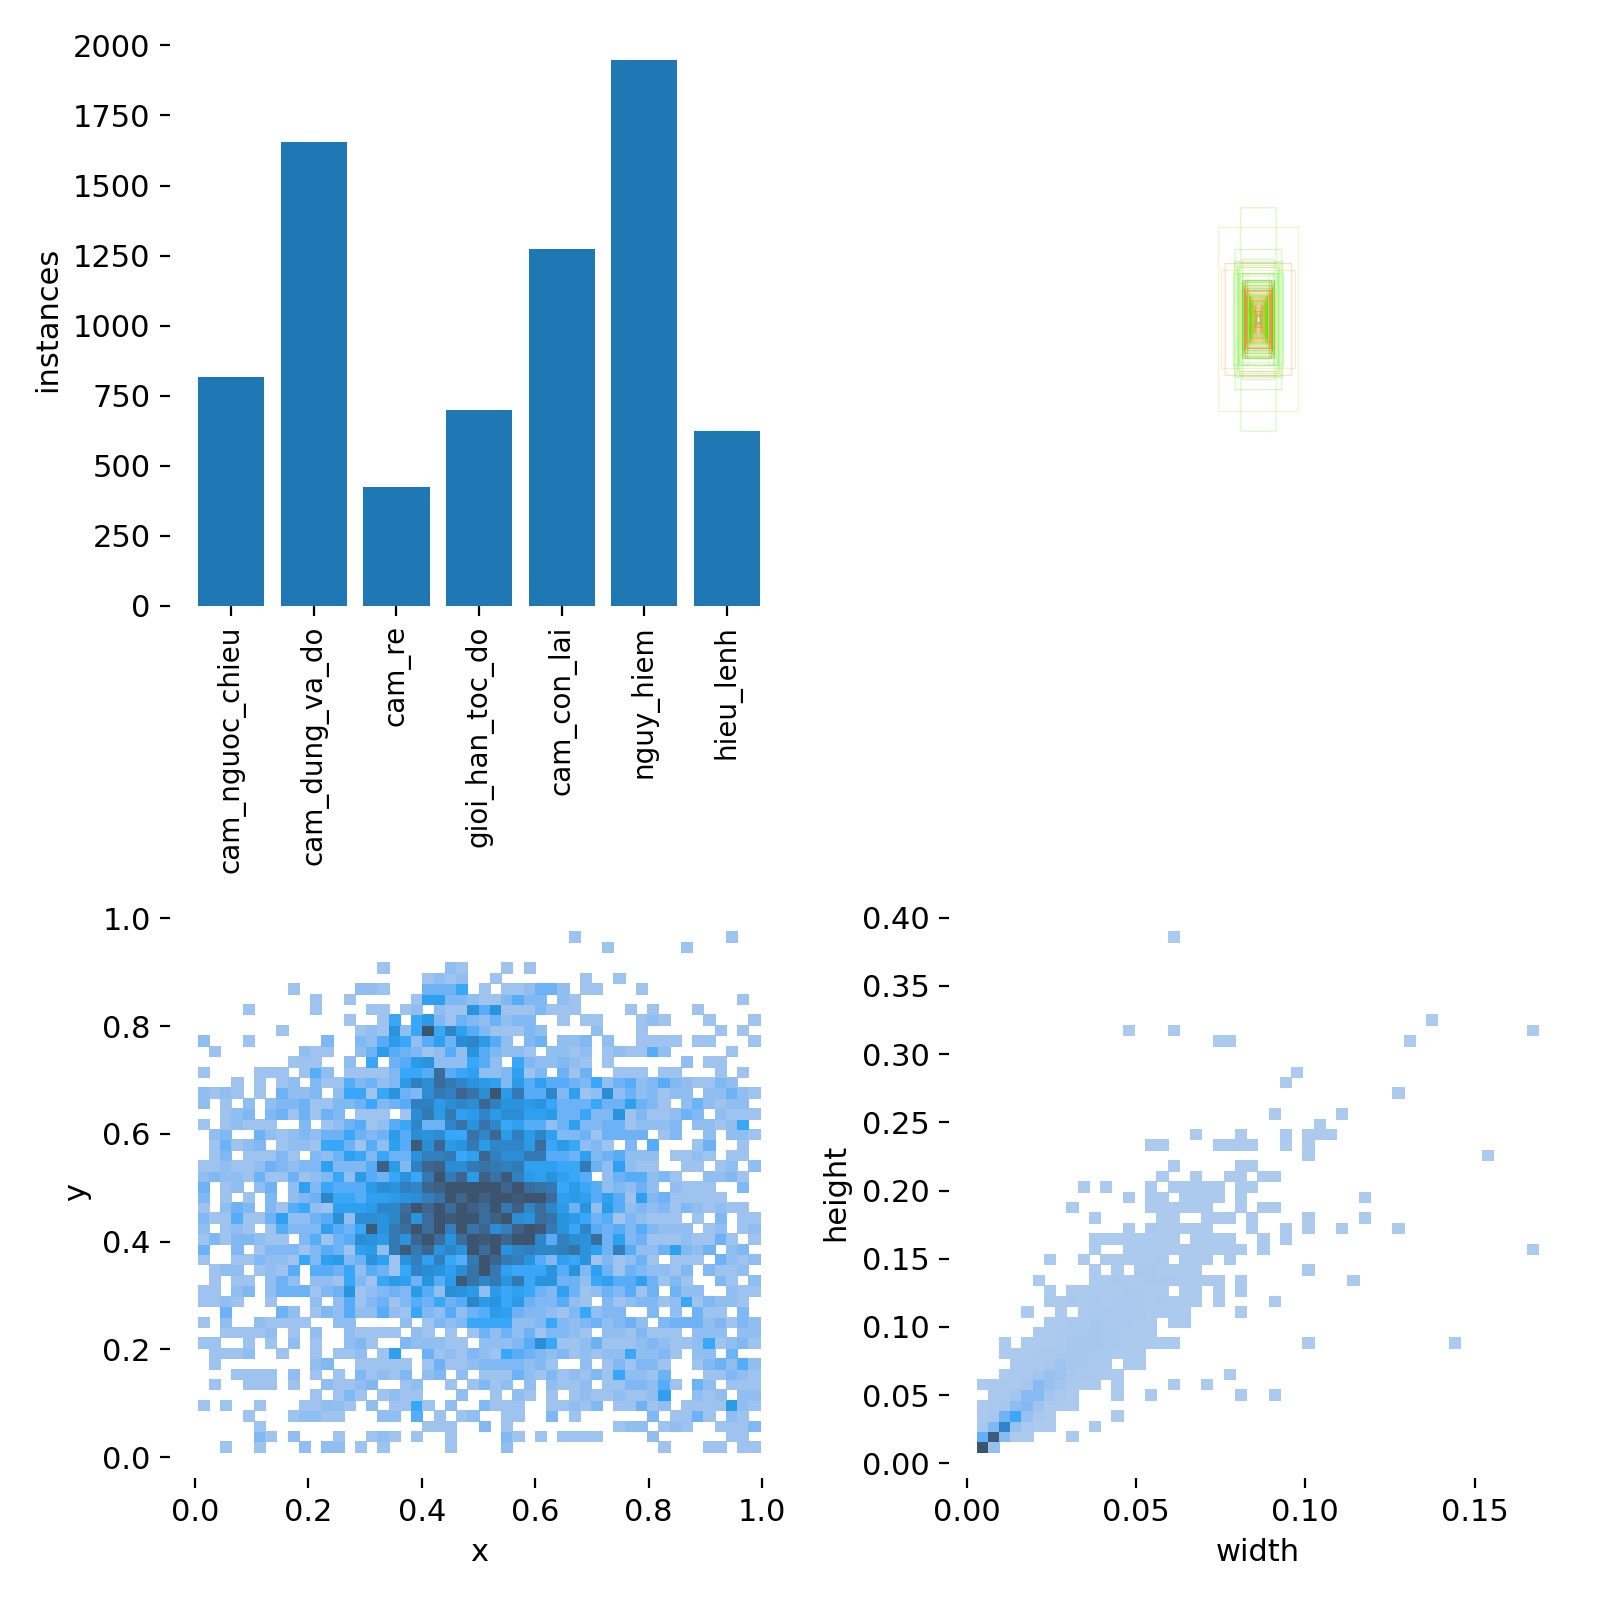 2000
1750
1500
1250
1000
750
500
250
0
instances
cam_nguoc_chieu
cam_dung_va_do
cam_re
gioi_han_toc_do
cam_con_lai
nguy_hiem
hieu_lenh
1.0
0.8
0.6
0.4
0.2
0.0
y
0.0 0.2 0.4 0.6 0.8 1.0
x
0.40
0.35
0.30
0.25
0.20
0.15
0.10
0.05
0.00
height
0.00 0.05 0.10 0.15
width